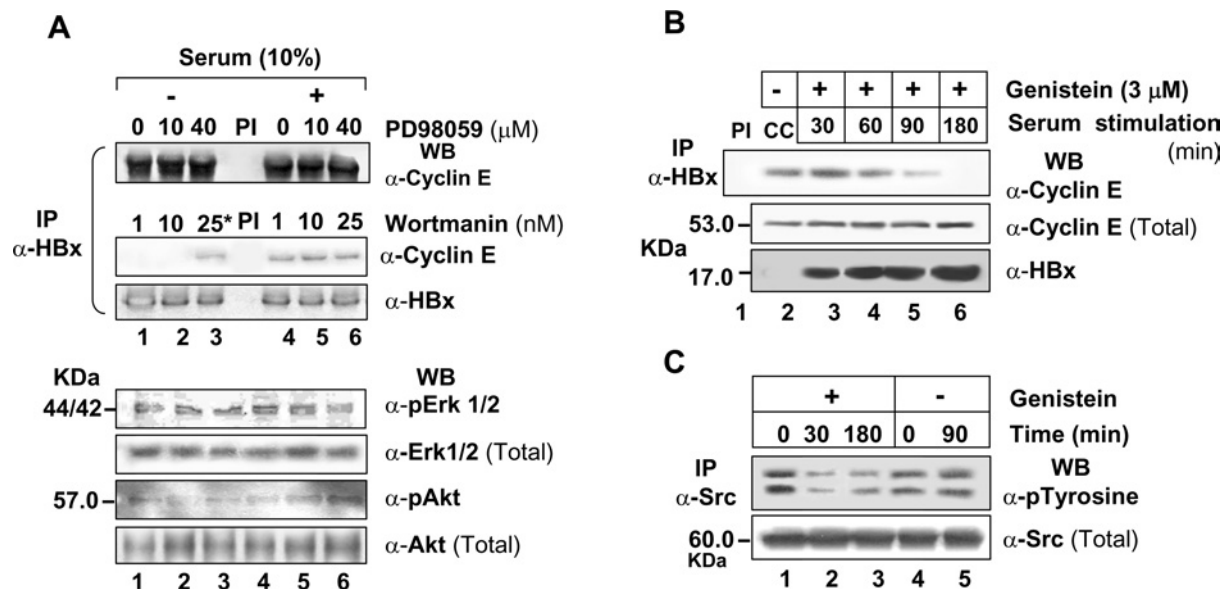 A
Serum (10%)
- +
0 10 40 PI 0 10 40 PD98059 (μM)
WB
α-Cyclin E
IP
α-HBx
1 10 25* PI 1 10 25 Wortmanin (nM)
α-Cyclin E
α-HBx
1 2 3 4 5 6
KDa WB
44/42 α-pErk 1/2
α-Erk1/2 (Total)
57.0 α-pAkt
α-Akt (Total)
1 2 3 4 5 6
B
- + + + + Genistein (3 μM)
PI CC 30 60 90 180 Serum stimulation
(min)
IP
α-HBx
WB
α-Cyclin E
53.0 α-Cyclin E (Total)
KDa
17.0 α-HBx
1 2 3 4 5 6
C
+ - Genistein
0 30 180 0 90 Time (min)
IP WB
α-Src α-pTyrosine
60.0 α-Src (Total)
KDa
1 2 3 4 5